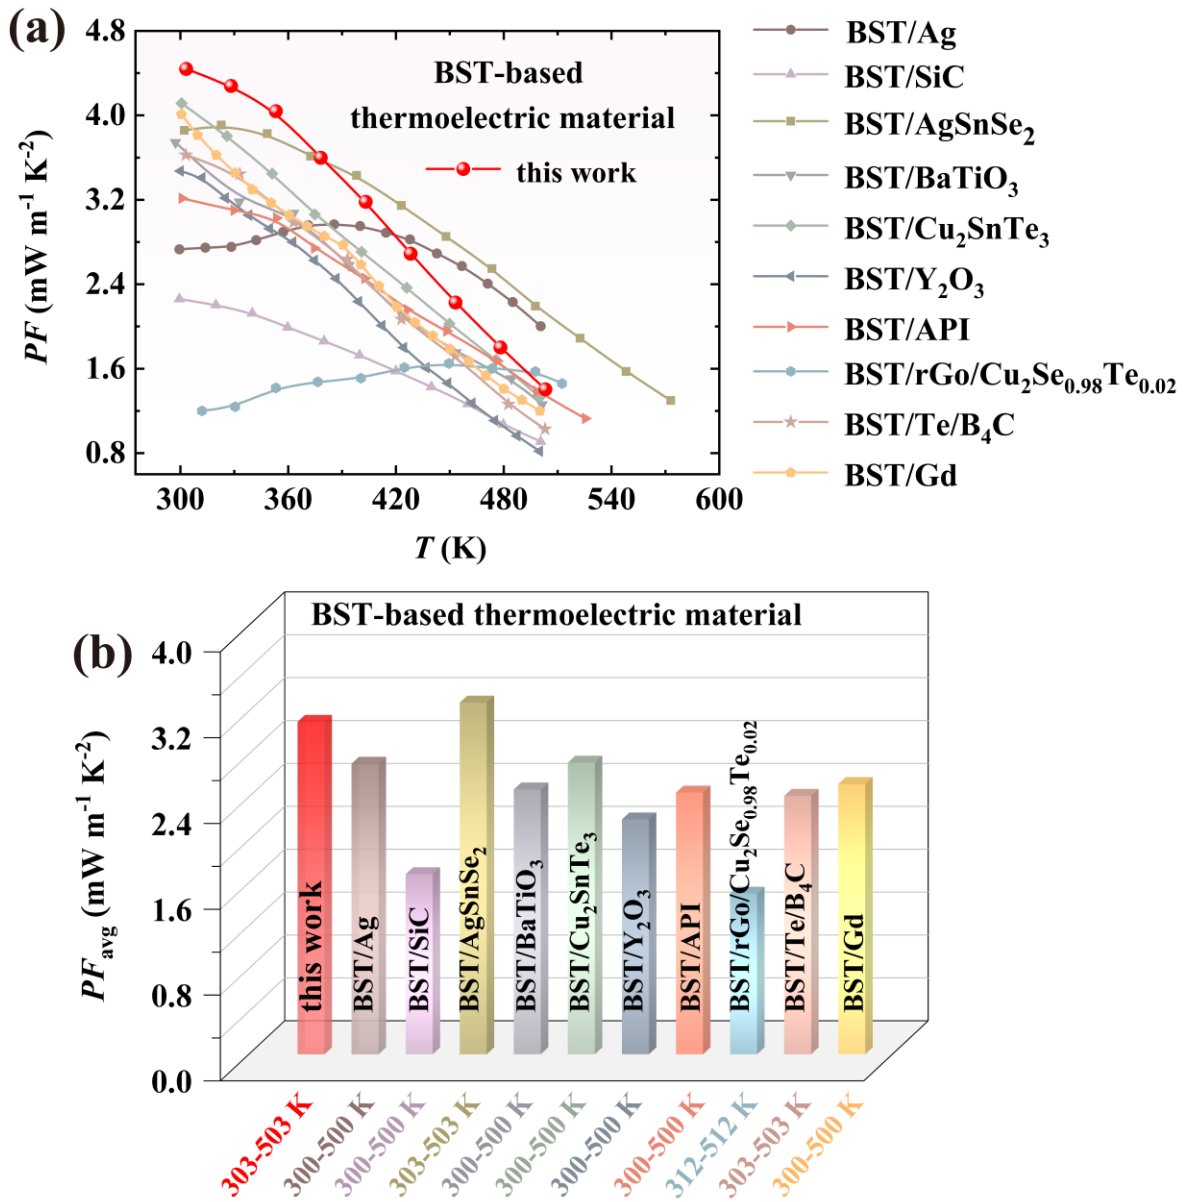 (a)
4.8
4.0
3.2
2.4
1.6
0.8
PF (mW m-1 K-2)
BST-based
thermoelectric material
this work
300 360 420 480 540 600
T (K)
BST/Ag
BST/SiC
BST/AgSnSe2
BST/BaTiO3
BST/Cu2SnTe3
BST/Y2O3
BST/API
BST/rGo/Cu2Se0.98Te0.02
BST/Te/B4C
BST/Gd
(b)
BST-based thermoelectric material
4.0
3.2
2.4
1.6
0.8
0.0
PFavg (mW m-1 K-2)
this work
BST/Ag
BST/SiC
BST/AgSnSe2
BST/BaTiO3
BST/Cu2SnTe3
BST/Y2O3
BST/API
BST/rGo/Cu2Se0.98Te0.02
BST/Te/B4C
BST/Gd
303-503 K
300-500 K
300-500 K
303-503 K
300-500 K
300-500 K
300-500 K
300-500 K
312-512 K
303-503 K
300-500 K